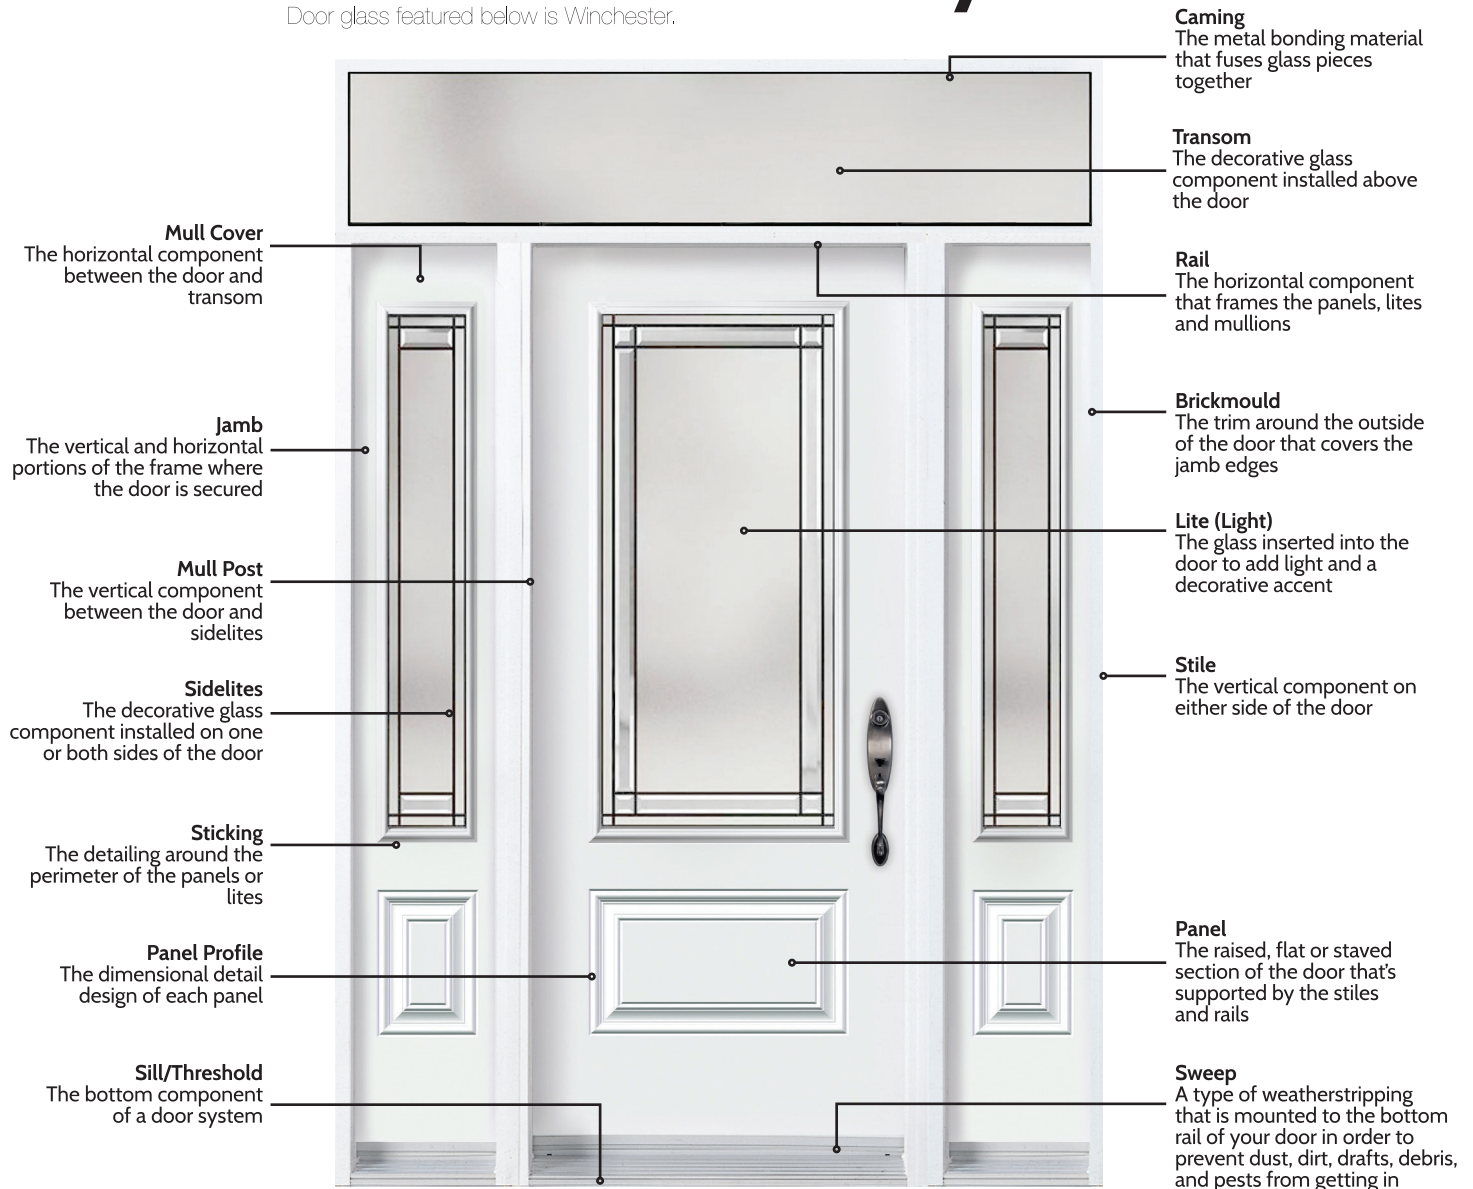 Door glass featured below is Winchester.
Caming
The metal bonding material
that fuses glass pieces
together
Transom
The decorative glass
component installed above
the door
Mull Cover
The horizontal component
between the door and
transom
Rail
The horizontal component
that frames the panels, lites
and mullions
Jamb
The vertical and horizontal
portions of the frame where
the door is secured
Brickmould
The trim around the outside
of the door that covers the
jamb edges
Lite (Light)
The glass inserted into the
door to add light and a
decorative accent
Mull Post
The vertical component
between the door and
sidelites
Stile
The vertical component on
either side of the door
Sidelites
The decorative glass
component installed on one
or both sides of the door
Sticking
The detailing around the
perimeter of the panels or
lites
Panel Profile
The dimensional detail
design of each panel
Panel
The raised, flat or staved
section of the door that's
supported by the stiles
and rails
Sill/Threshold
The bottom component
of a door system
Sweep
A type of weatherstripping
that is mounted to the bottom
rail of your door in order to
prevent dust, dirt, drafts, debris,
and pests from getting in